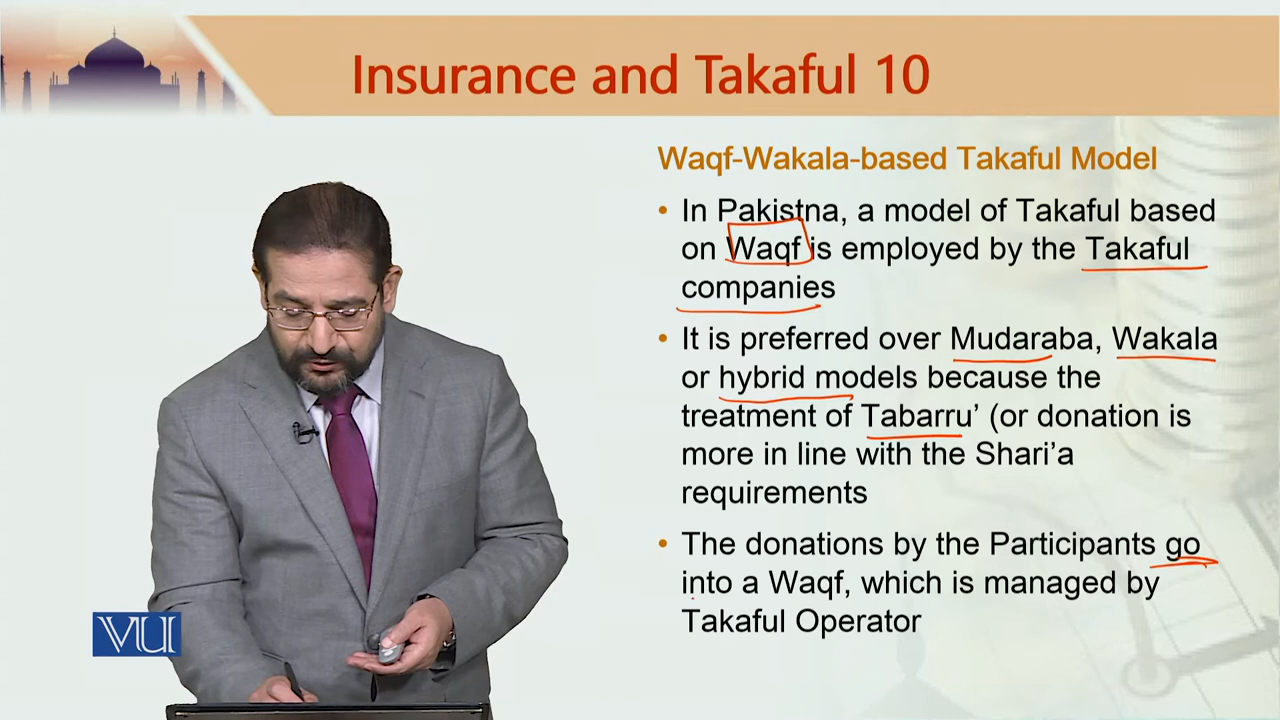 Insurance and Takaful 10
Waqf-Wakala-based Takaful Model
• In Pakistna, a model of Takaful based
on Waqf is employed by the Takaful
companies
• It is preferred over Mudaraba, Wakala
or hybrid models because the
treatment of Tabarru’ (or donation is
more in line with the Shari’a
requirements
• The donations by the Participants go
into a Waqf, which is managed by
Takaful Operator
VU